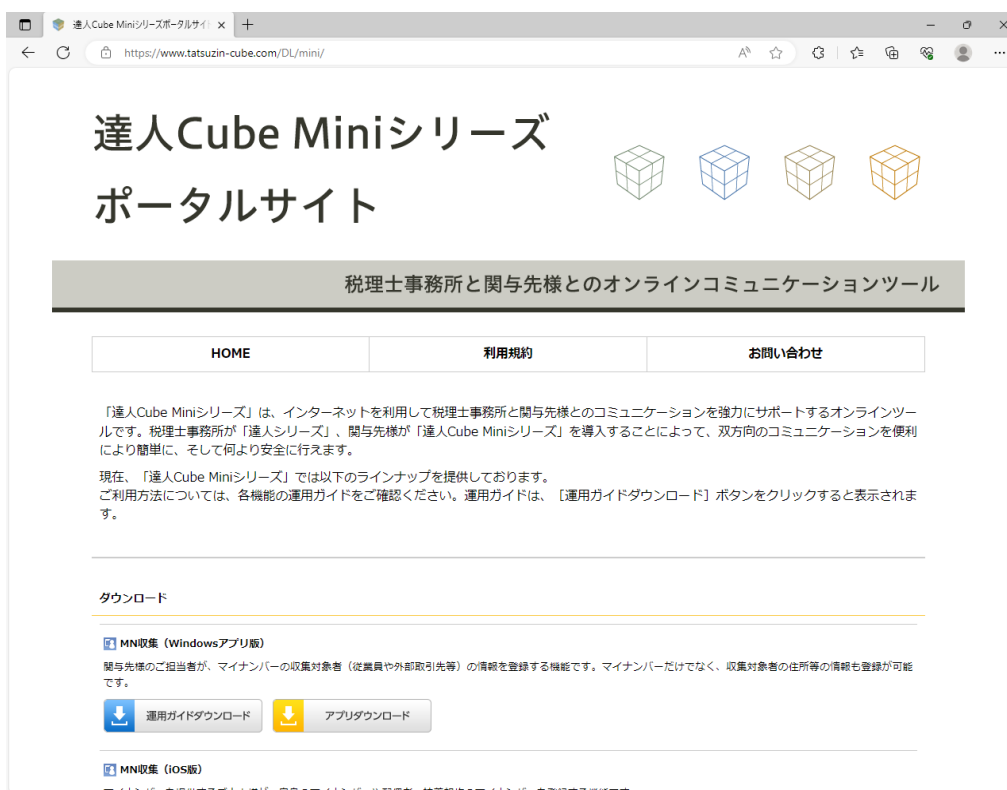 達人Cube Miniシリーズポータルサイ
https://www.tatsuzin-cube.com/DL/mini/
達人Cube Miniシリーズ
ポータルサイト
税理士事務所と関与先様とのオンラインコミュニケーションツール
HOME 利用規約 お問い合わせ
「達人Cube Miniシリーズ」は、インターネットを利用して税理士事務所と関与先様とのコミュニケーションを強力にサポートするオンラインツー
ルです。税理士事務所が「達人シリーズ」、関与先様が「達人Cube Miniシリーズ」を導入することによって、双方向のコミュニケーションを便利
により簡単に、そして何より安全に行えます。
現在、「達人Cube Miniシリーズ」では以下のラインナップを提供しております。
ご利用方法については、各機能の運用ガイドをご確認ください。運用ガイドは、［運用ガイドダウンロード］ボタンをクリックすると表示されま
す。
ダウンロード
MN収集（Windowsアプリ版）
関与先様のご担当者が、マイナンバーの収集対象者（従業員や外部取引先等）の情報を登録する機能です。マイナンバーだけでなく、収集対象者の住所等の情報も登録が可能
です。
運用ガイドダウンロード アプリダウンロード
MN収集（iOS版）